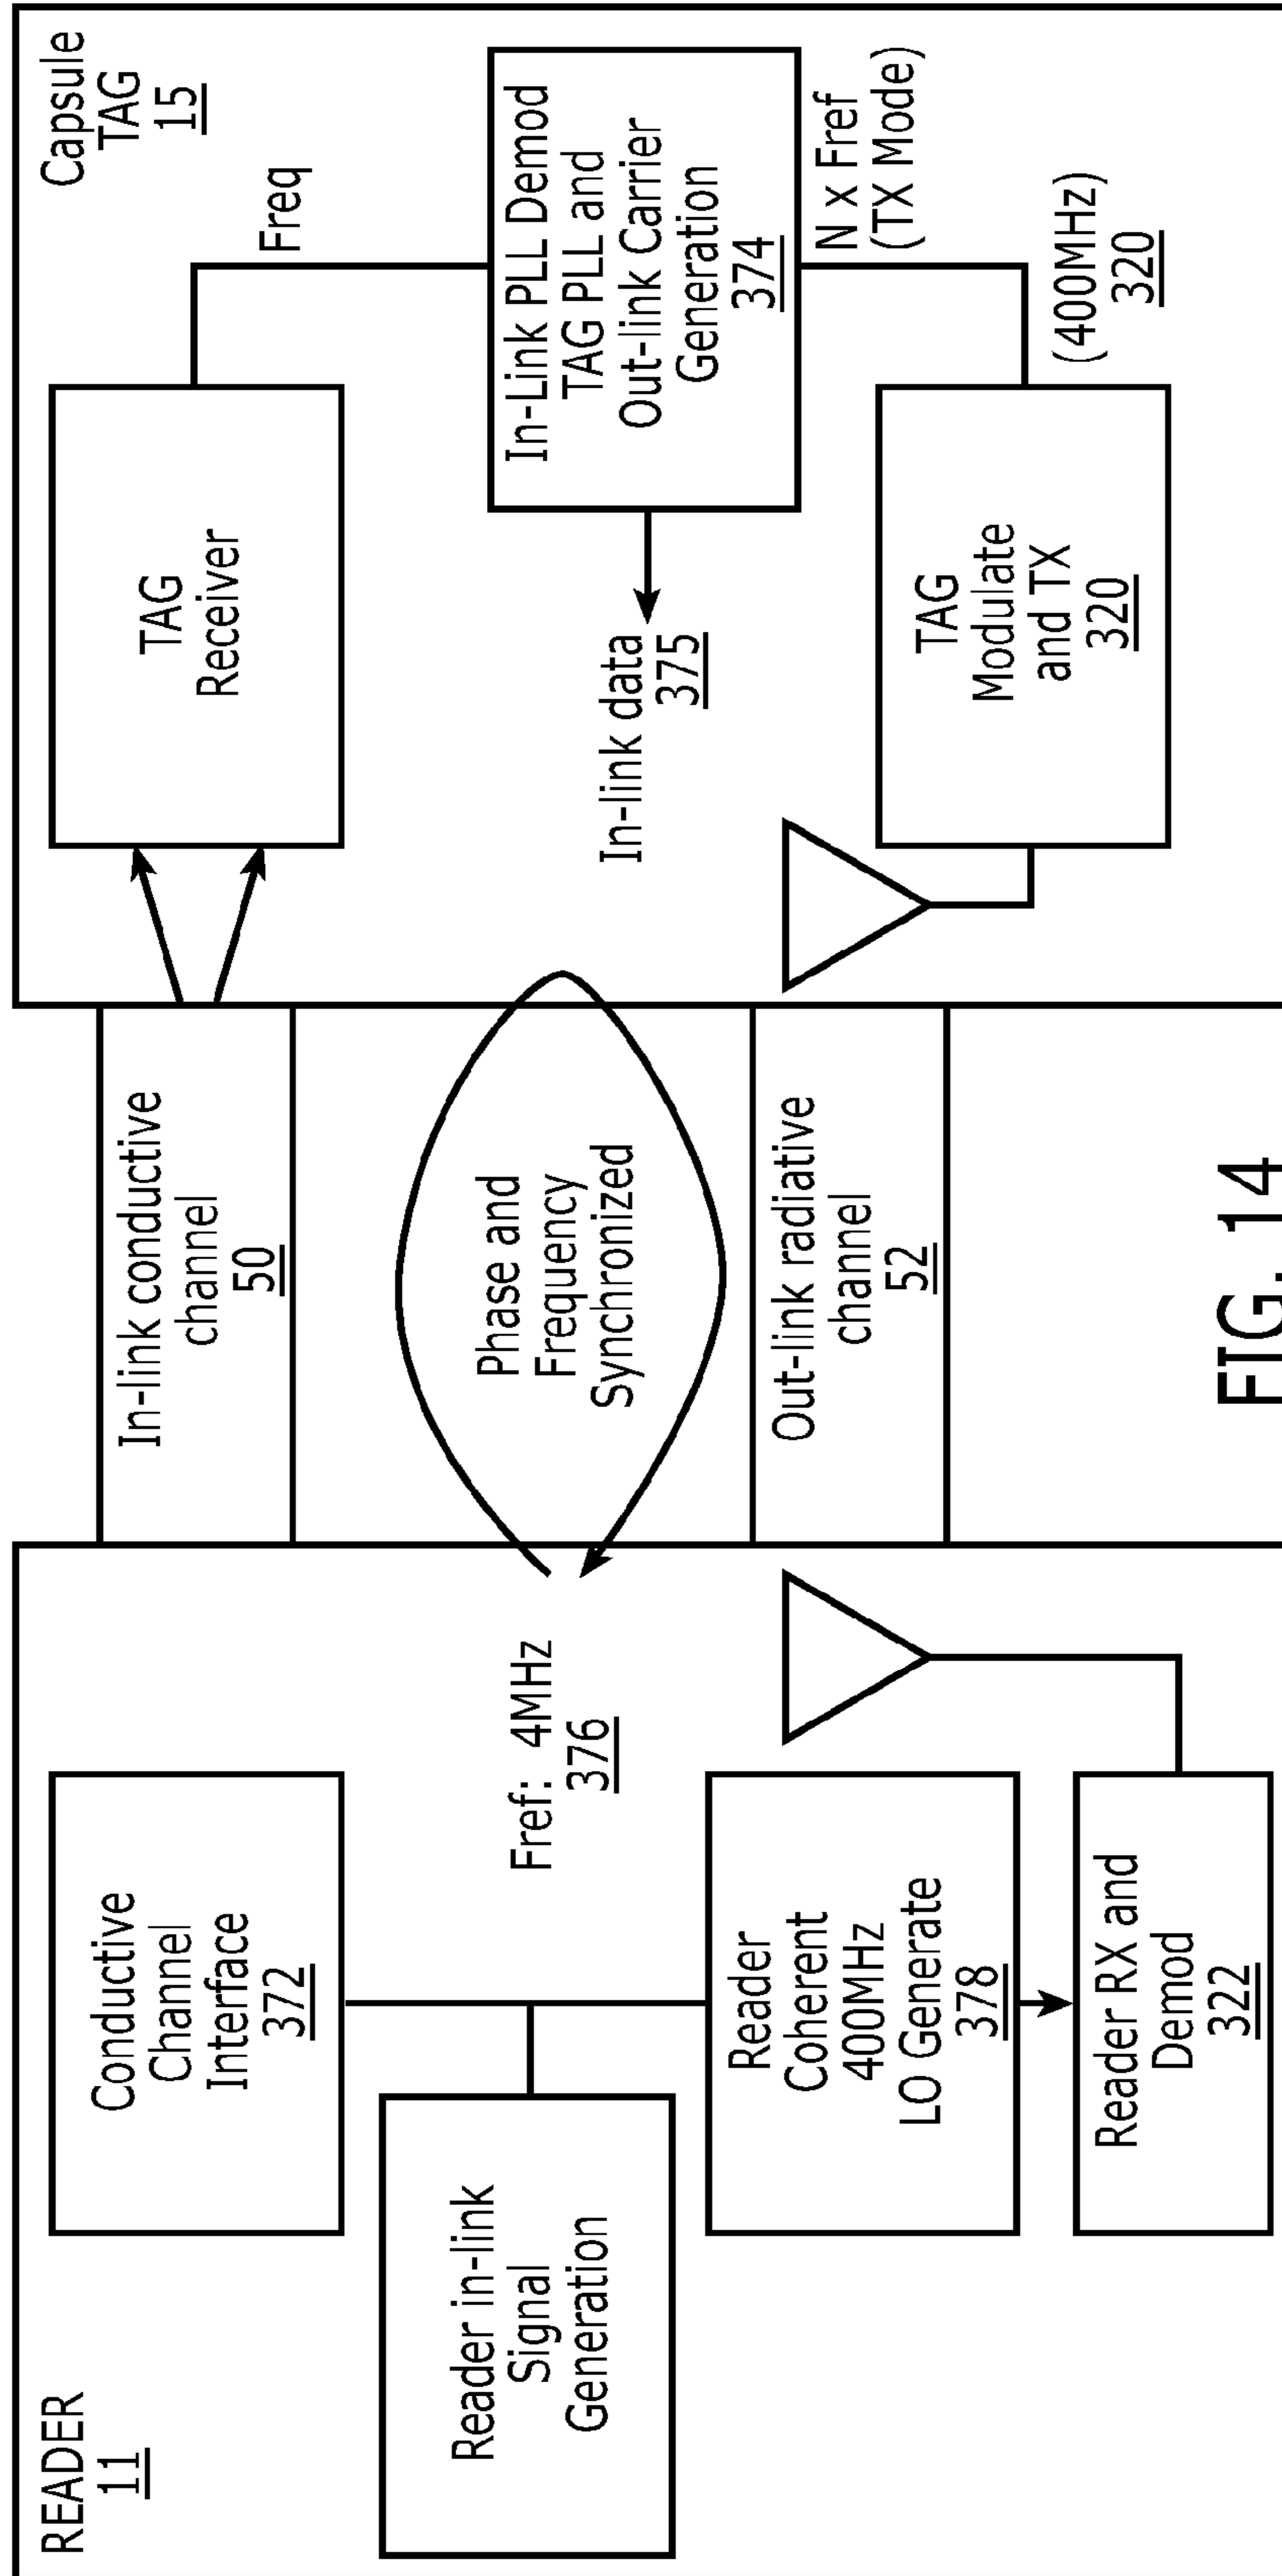 READER
11
Conductive
Channel
Interface
372
Reader in-link
Signal
Generation
Fref: 4MHz
376
Reader
Coherent
400MHz
LO Generate
378
Reader RX and
Demod
322
In-link conductive
channel
50
Phase and
Frequency
Synchronized
Out-link radiative
channel
52
Capsule
TAG
15
TAG
Receiver
Freq
In-Link PLL Demod
TAG PLL and
Out-link Carrier
Generation
374
In-link data
375
N x Fref
(TX Mode)
TAG
Modulate
and TX
320
(400MHz)
320
FIG. 14